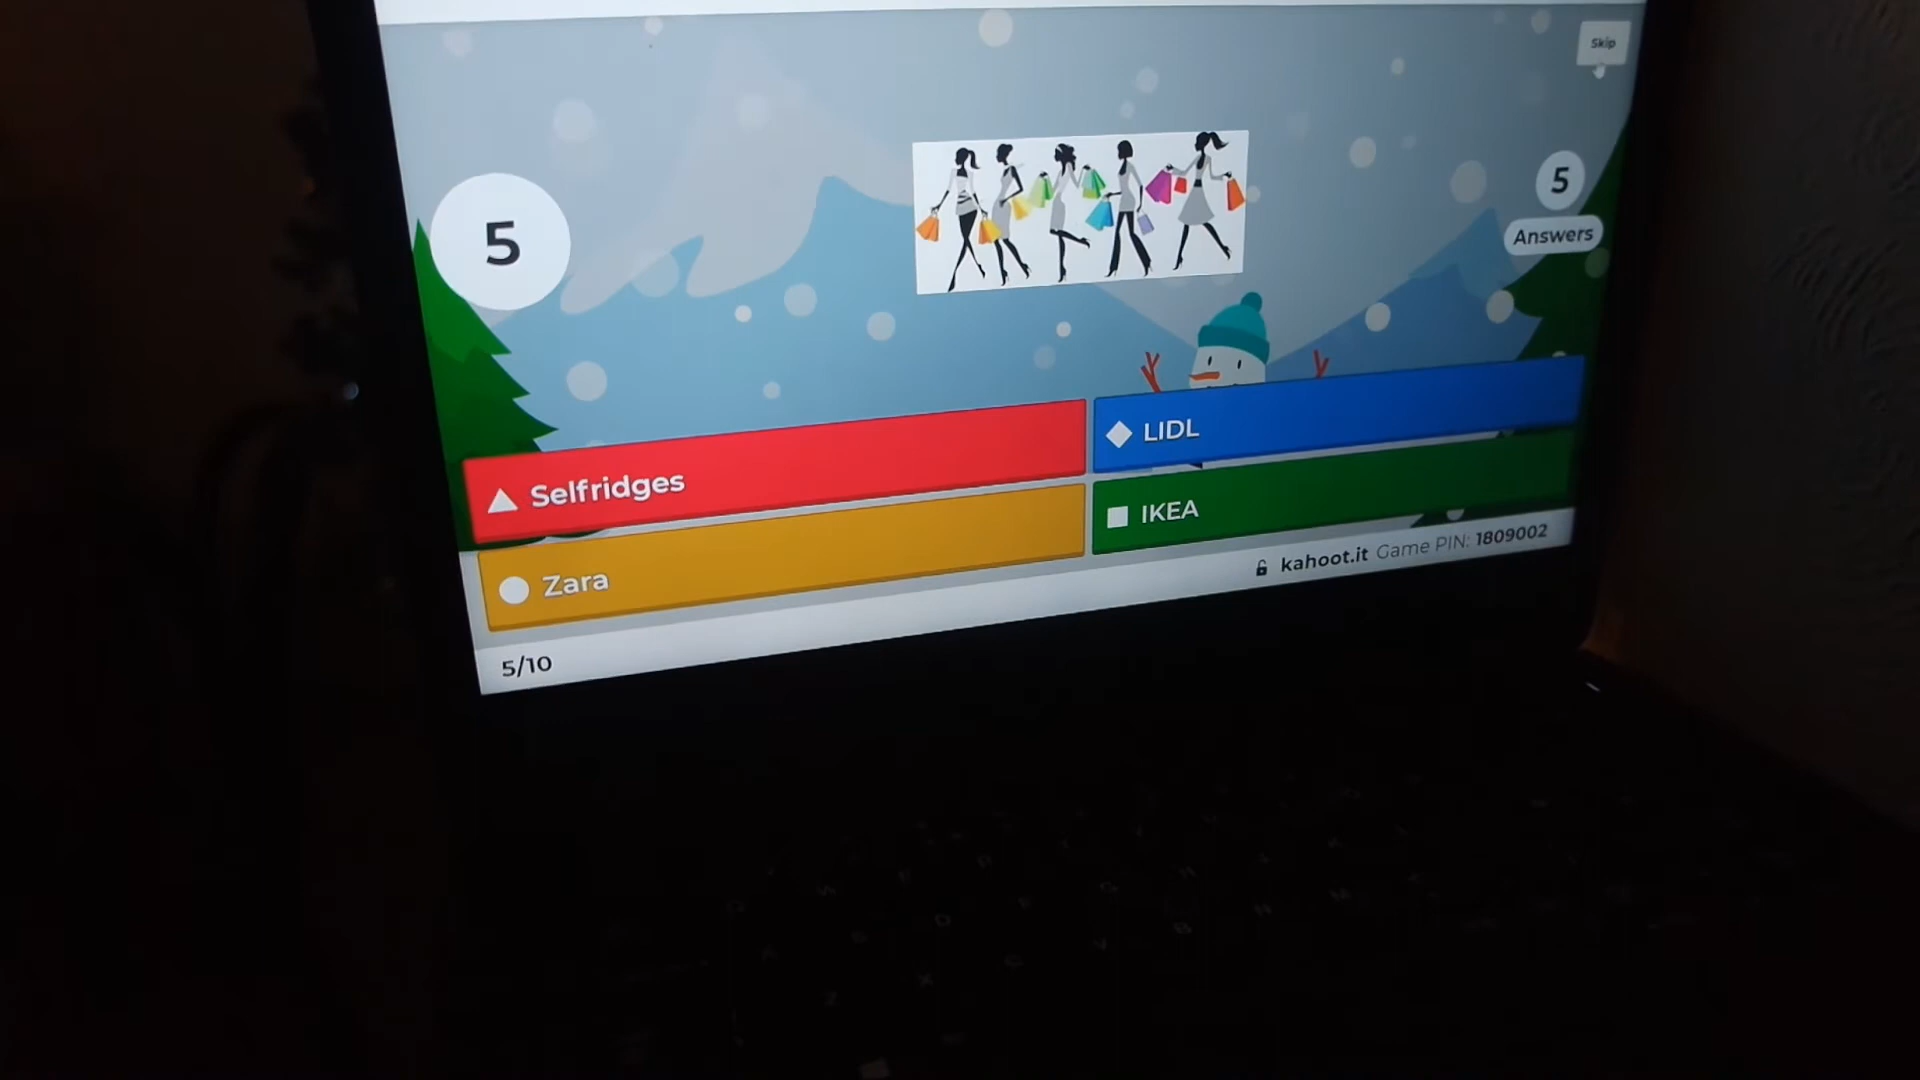 Skip
5
5
Answers
Selfridges
LIDL
Zara
IKEA
kahoot.it Game PIN: 1809002
5/10